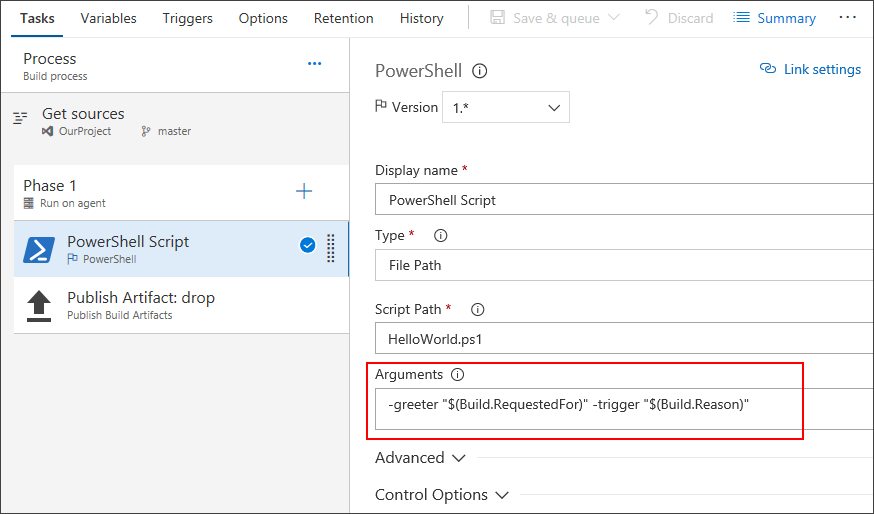 Tasks Variables Triggers Options Retention History Save & queue Discard Summary ...
Process
Build process
...
Get sources
OurProject master
Phase 1
Run on agent
PowerShell Script
PowerShell
Publish Artifact: drop
Publish Build Artifacts
PowerShell
Link settings
Version 1.*
Display name *
PowerShell Script
Type *
File Path
Script Path *
HelloWorld.ps1
Arguments
-greeter "$(Build.RequestedFor)" -trigger "$(Build.Reason)"
Advanced
Control Options